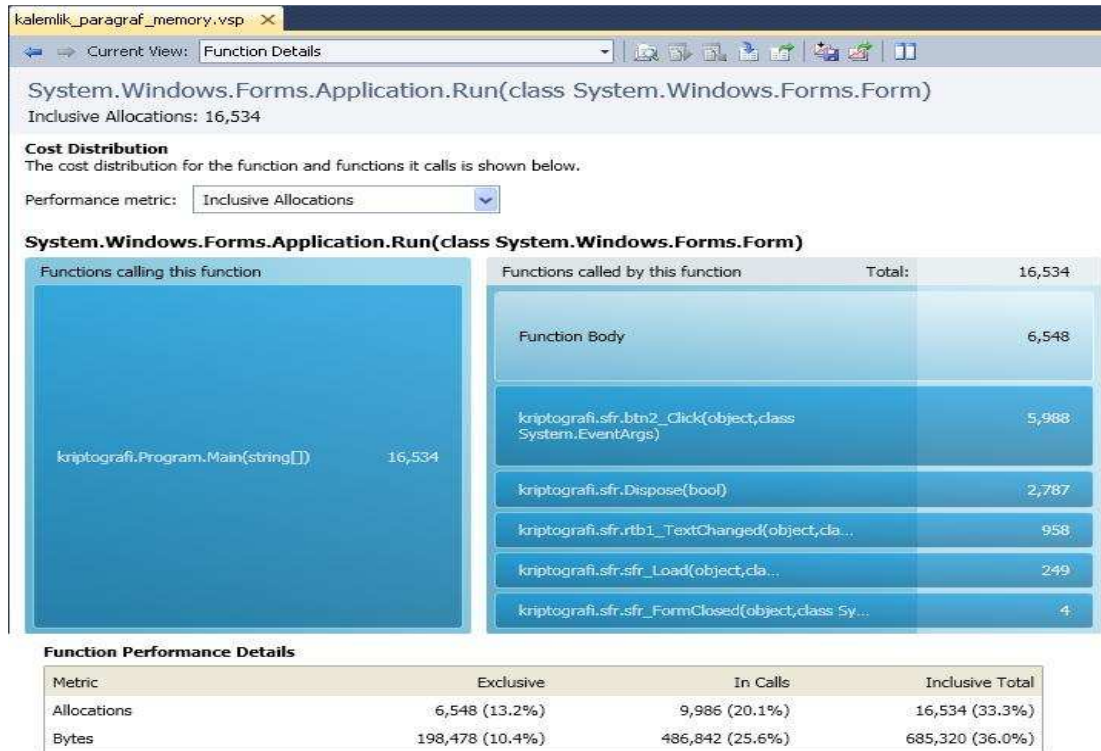 kalemlik_paragraf_memory.vsp
Current View: Function Details
System.Windows.Forms.Application.Run(class System.Windows.Forms.Form)
Inclusive Allocations: 16,534
Cost Distribution
The cost distribution for the function and functions it calls is shown below.
Performance metric: Inclusive Allocations
System.Windows.Forms.Application.Run(class System.Windows.Forms.Form)
Functions calling this function
kriptografi.Program.Main(string[]) 16,534
Functions called by this function Total: 16,534
Function Body 6,548
kriptografi.sfr.btn2_Click(object,class
System.EventArgs) 5,988
kriptografi.sfr.Dispose(bool) 2,787
kriptografi.sfr.rtb1_TextChanged(object,cla... 958
kriptografi.sfr.sfr_Load(object,cla... 249
kriptografi.sfr.sfr_FormClosed(object,class Sy... 4
Function Performance Details
Metric Exclusive In Calls Inclusive Total
Allocations 6,548 (13.2%) 9,986 (20.1%) 16,534 (33.3%)
Bytes 198,478 (10.4%) 486,842 (25.6%) 685,320 (36.0%)